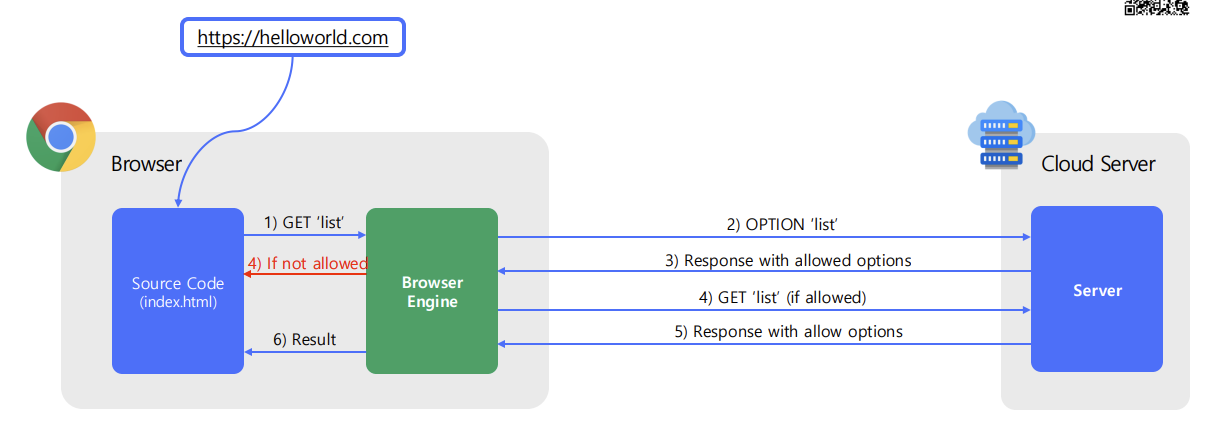 https://helloworld.com
Browser
Cloud Server
1) GET ‘list’
2) OPTION ‘list’
4) If not allowed
3) Response with allowed options
Source Code
(index.html)
Browser
Engine
Server
4) GET ‘list’ (if allowed)
5) Response with allow options
6) Result